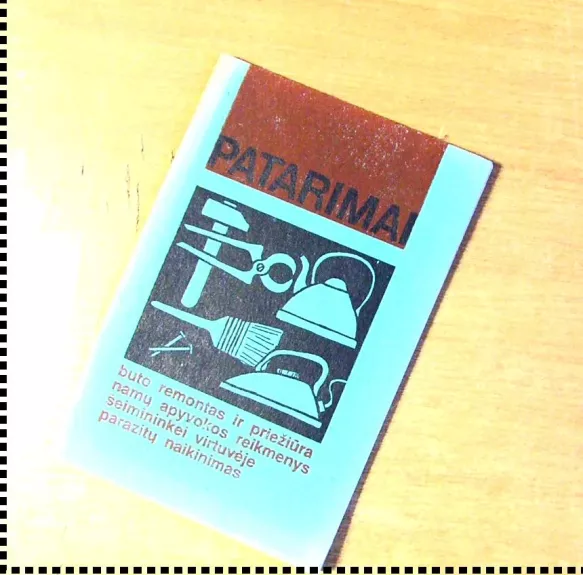 PATARIMAI
buto remontas ir priežiūra
namų apyvokos reikmenys
šeimininkei virtuvėje
parazitų naikinimas